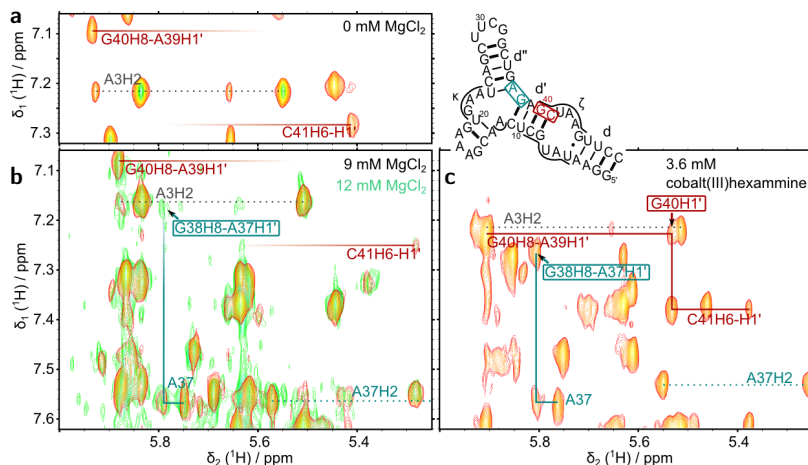 a
0 mM MgCl₂
G40H8-A39H1'
A3H2
C41H6-H1'
7.1
7.2
7.3
δ₁ (¹H) / ppm
30
20
10
40
5'
d"
d'
d
κ
ζ
b
9 mM MgCl₂
12 mM MgCl₂
G40H8-A39H1'
A3H2
G38H8-A37H1'
C41H6-H1'
A37
A37H2
7.1
7.2
7.3
7.4
7.5
7.6
δ₁ (¹H) / ppm
5.8
5.6
5.4
c
3.6 mM
cobalt(III)hexammine
G40H1'
A3H2
G40H8-A39H1'
G38H8-A37H1'
C41H6-H1'
A37H2
A37
5.8
5.6
5.4
δ₂ (¹H) / ppm